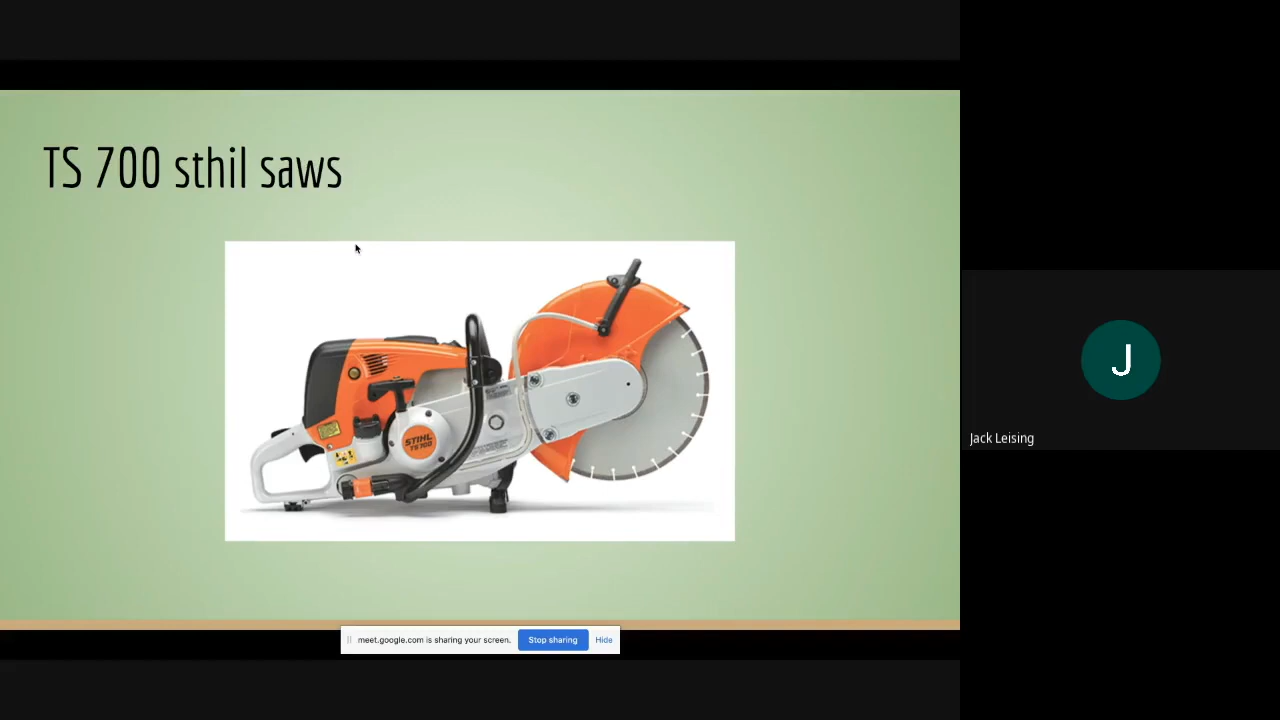 TS 700 sthil saws
STIHL
TS 700
J
Jack Leising
meet.google.com is sharing your screen.
Stop sharing
Hide